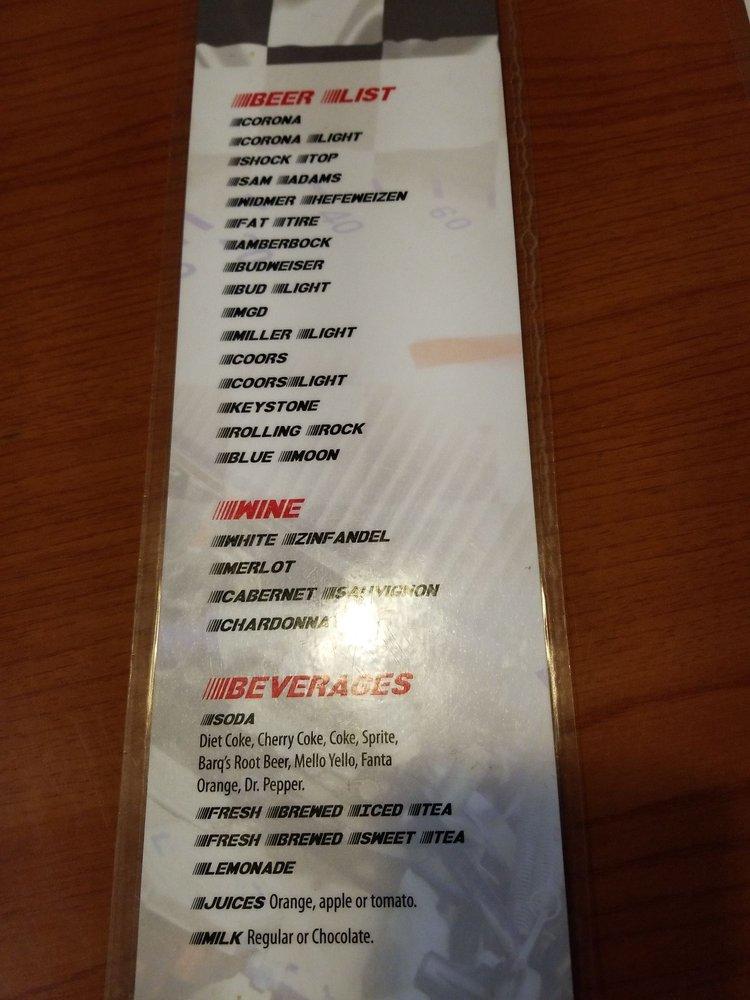 BEER LIST
CORONA
CORONA LIGHT
SHOCK TOP
SAM ADAMS
WIDMER HEFEWEIZEN
FAT TIRE
AMBERBOCK
BUDWEISER
BUD LIGHT
MGD
MILLER LIGHT
COORS
COORS LIGHT
KEYSTONE
ROLLING ROCK
BLUE MOON
WINE
WHITE ZINFANDEL
MERLOT
CABERNET SAUVIGNON
CHARDONNA
BEVERAGES
SODA
Diet Coke, Cherry Coke, Coke, Sprite,
Barq's Root Beer, Mello Yello, Fanta
Orange, Dr. Pepper.
FRESH BREWED ICED TEA
FRESH BREWED SWEET TEA
LEMONADE
JUICES Orange, apple or tomato.
MILK Regular or Chocolate.
40
60